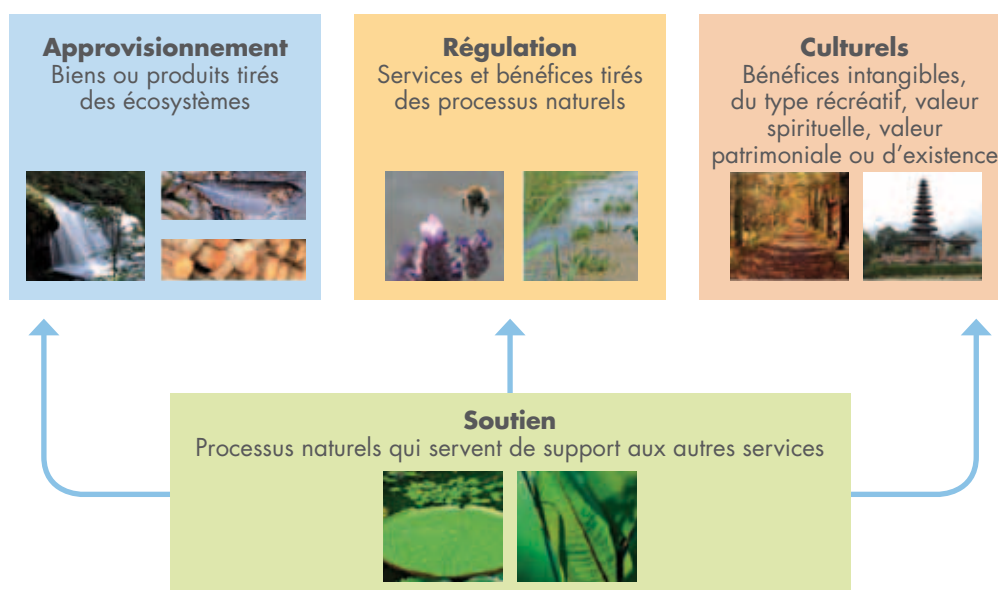 Approvisionnement
Biens ou produits tirés
des écosystèmes
Régulation
Services et bénéfices tirés
des processus naturels
Culturels
Bénéfices intangibles,
du type récréatif, valeur
spirituelle, valeur
patrimoniale ou d’existence
Soutien
Processus naturels qui servent de support aux autres services